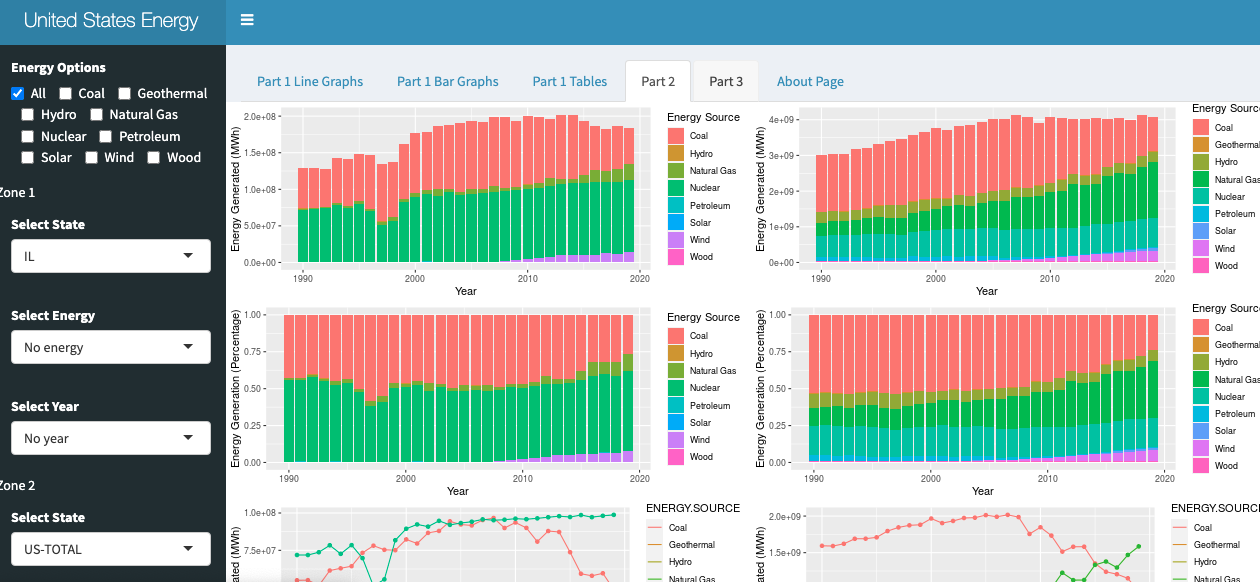 United States Energy
Energy Options
All Coal Geothermal
Hydro Natural Gas
Nuclear Petroleum
Solar Wind Wood
Zone 1
Select State
IL
Select Energy
No energy
Select Year
No year
Zone 2
Select State
US-TOTAL
Part 1 Line Graphs Part 1 Bar Graphs Part 1 Tables Part 2 Part 3 About Page
Energy Generated (MWh)
2.0e+08
1.5e+08
1.0e+08
5.0e+07
0.0e+00
1990 2000 2010 2020
Year
Energy Source
Coal
Hydro
Natural Gas
Nuclear
Petroleum
Solar
Wind
Wood
Energy Generated (MWh)
4e+09
3e+09
2e+09
1e+09
0e+00
1990 2000 2010 2020
Year
Energy Source
Coal
Geothermal
Hydro
Natural Gas
Nuclear
Petroleum
Solar
Wind
Wood
Energy Generation (Percentage)
1.00
0.75
0.50
0.25
0.00
1990 2000 2010 2020
Year
Energy Source
Coal
Hydro
Natural Gas
Nuclear
Petroleum
Solar
Wind
Wood
Energy Generation (Percentage)
1.00
0.75
0.50
0.25
0.00
1990 2000 2010 2020
Year
Energy Source
Coal
Geothermal
Hydro
Natural Gas
Nuclear
Petroleum
Solar
Wind
Wood
ated (MWh)
1.0e+08
7.5e+07
ENERGY.SOURCE
Coal
Geothermal
Hydro
Natural Gas
ated (MWh)
2.0e+09
1.5e+09
ENERGY.SOURCE
Coal
Geothermal
Hydro
Natural Gas